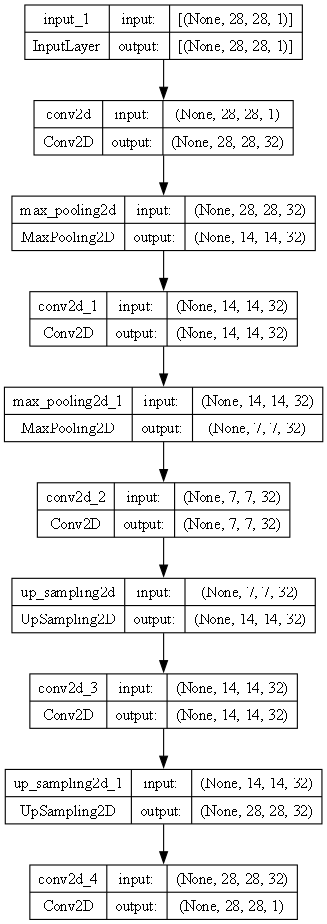 input_1 input: [(None, 28, 28, 1)]
InputLayer output: [(None, 28, 28, 1)]
conv2d input: (None, 28, 28, 1)
Conv2D output: (None, 28, 28, 32)
max_pooling2d input: (None, 28, 28, 32)
MaxPooling2D output: (None, 14, 14, 32)
conv2d_1 input: (None, 14, 14, 32)
Conv2D output: (None, 14, 14, 32)
max_pooling2d_1 input: (None, 14, 14, 32)
MaxPooling2D output: (None, 7, 7, 32)
conv2d_2 input: (None, 7, 7, 32)
Conv2D output: (None, 7, 7, 32)
up_sampling2d input: (None, 7, 7, 32)
UpSampling2D output: (None, 14, 14, 32)
conv2d_3 input: (None, 14, 14, 32)
Conv2D output: (None, 14, 14, 32)
up_sampling2d_1 input: (None, 14, 14, 32)
UpSampling2D output: (None, 28, 28, 32)
conv2d_4 input: (None, 28, 28, 32)
Conv2D output: (None, 28, 28, 1)